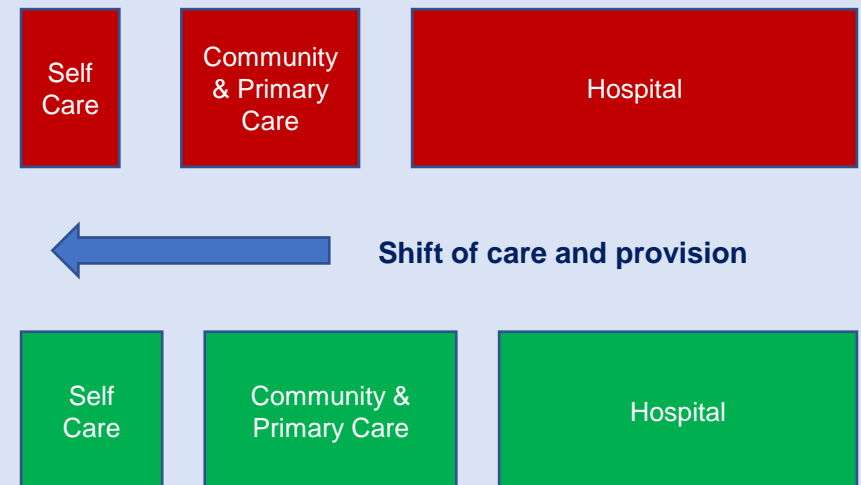 Self
Care
Community
& Primary
Care
Hospital
Shift of care and provision
Self
Care
Community &
Primary Care
Hospital